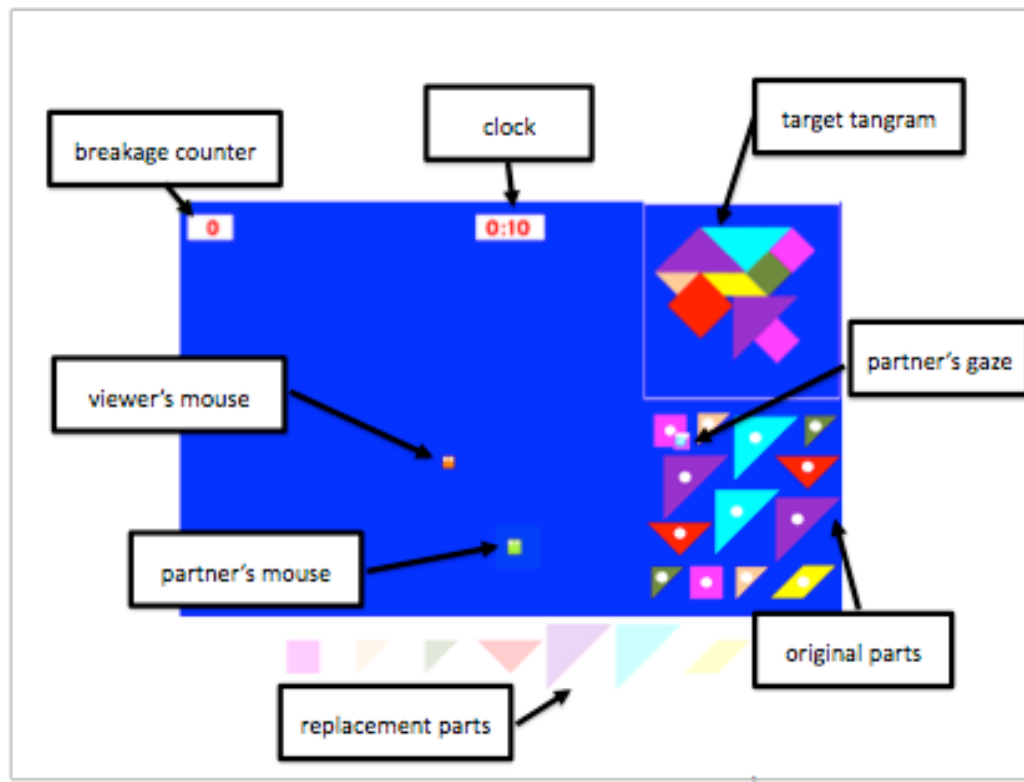 target tangram
clock
breakage counter
0
0:10
partner's gaze
viewer's mouse
partner's mouse
original parts
replacement parts